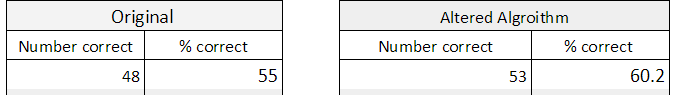 Original
Number correct % correct
48 55
Altered Algroithm
Number correct % correct
53 60.2